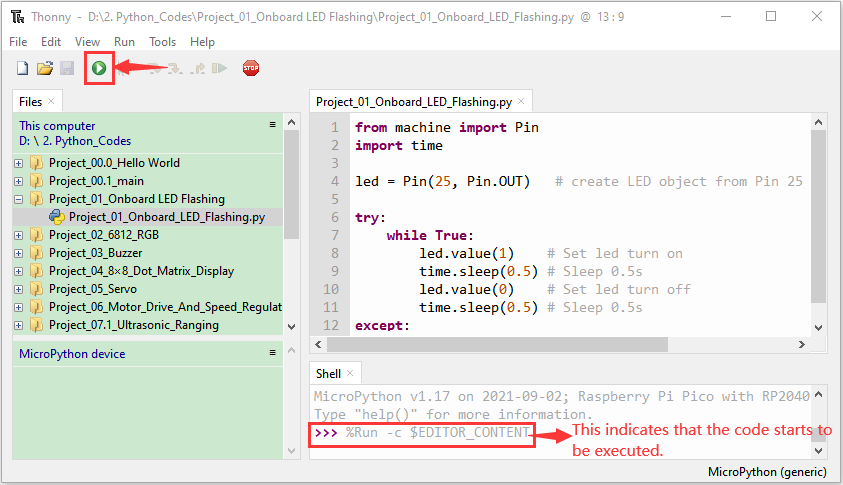 Thonny - D:\2. Python_Codes\Project_01_Onboard LED Flashing\Project_01_Onboard_LED_Flashing.py @ 13 : 9
File Edit View Run Tools Help
STOP
Files ×
This computer ≡
D: \ 2. Python_Codes
Project_00.0_Hello World
Project_00.1_main
Project_01_Onboard LED Flashing
Project_01_Onboard_LED_Flashing.py
Project_02_6812_RGB
Project_03_Buzzer
Project_04_8×8_Dot_Matrix_Display
Project_05_Servo
Project_06_Motor_Drive_And_Speed_Regulat
Project_07.1_Ultrasonic_Ranging
MicroPython device ≡
Project_01_Onboard_LED_Flashing.py ×
1 from machine import Pin
2 import time
3
4 led = Pin(25, Pin.OUT) # create LED object from Pin 25
5
6 try:
7 while True:
8 led.value(1) # Set led turn on
9 time.sleep(0.5) # Sleep 0.5s
10 led.value(0) # Set led turn off
11 time.sleep(0.5) # Sleep 0.5s
12 except:
Shell ×
MicroPython v1.17 on 2021-09-02; Raspberry Pi Pico with RP2040
Type "help()" for more information.
>>> %Run -c $EDITOR_CONTENT
This indicates that the code starts to
be executed.
MicroPython (generic)